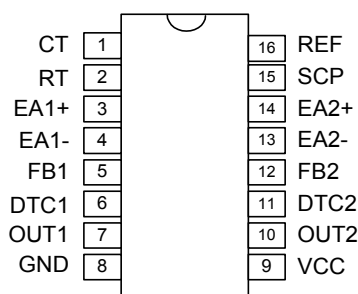 CT 1 16 REF
RT 2 15 SCP
EA1+ 3 14 EA2+
EA1- 4 13 EA2-
FB1 5 12 FB2
DTC1 6 11 DTC2
OUT1 7 10 OUT2
GND 8 9 VCC